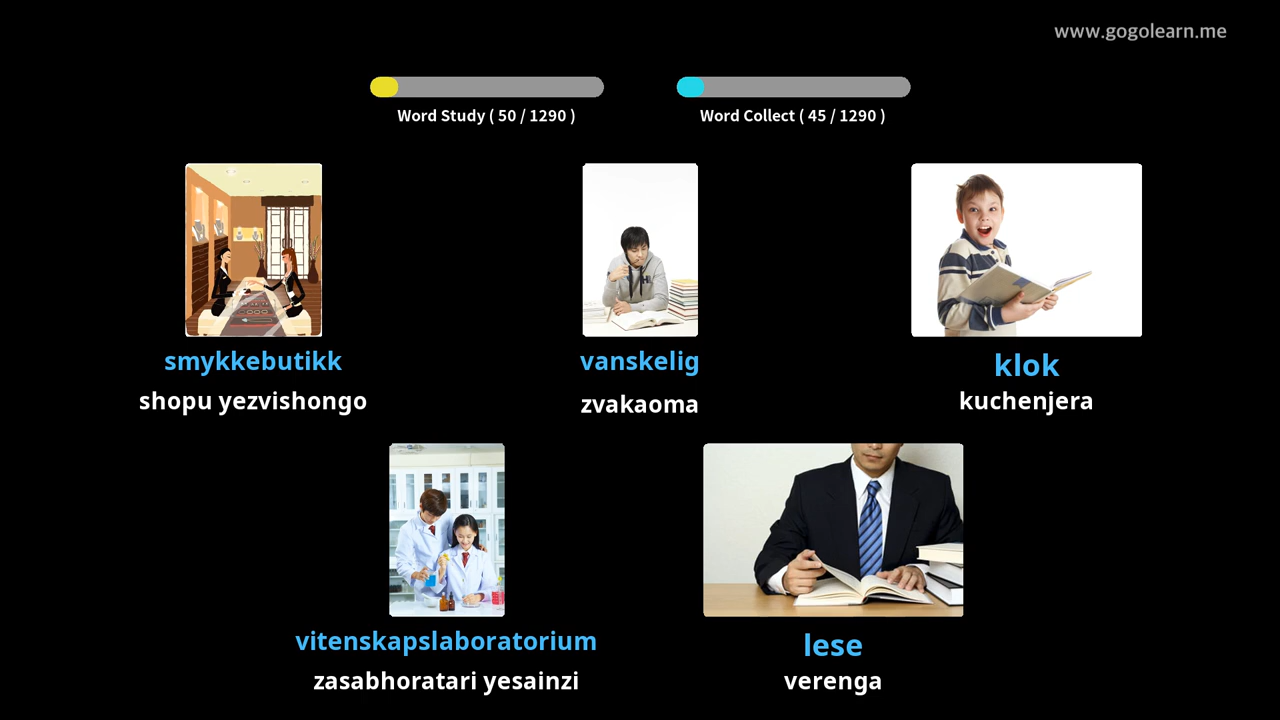 www.gogolearn.me
Word Study ( 50 / 1290 )
Word Collect ( 45 / 1290 )
smykkebutikk
shopu yezvishongo
vanskelig
zvakaoma
klok
kuchenjera
vitenskapslaboratorium
zasabhoratari yesainzi
lese
verenga